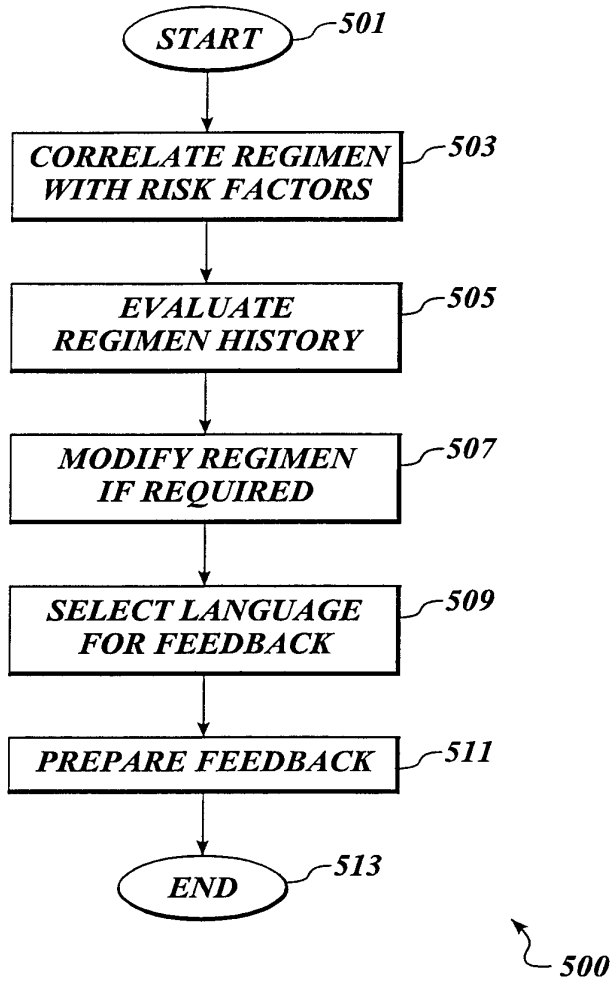 START
501
CORRELATE REGIMEN
WITH RISK FACTORS
503
EVALUATE
REGIMEN HISTORY
505
MODIFY REGIMEN
IF REQUIRED
507
SELECT LANGUAGE
FOR FEEDBACK
509
PREPARE FEEDBACK
511
END
513
500